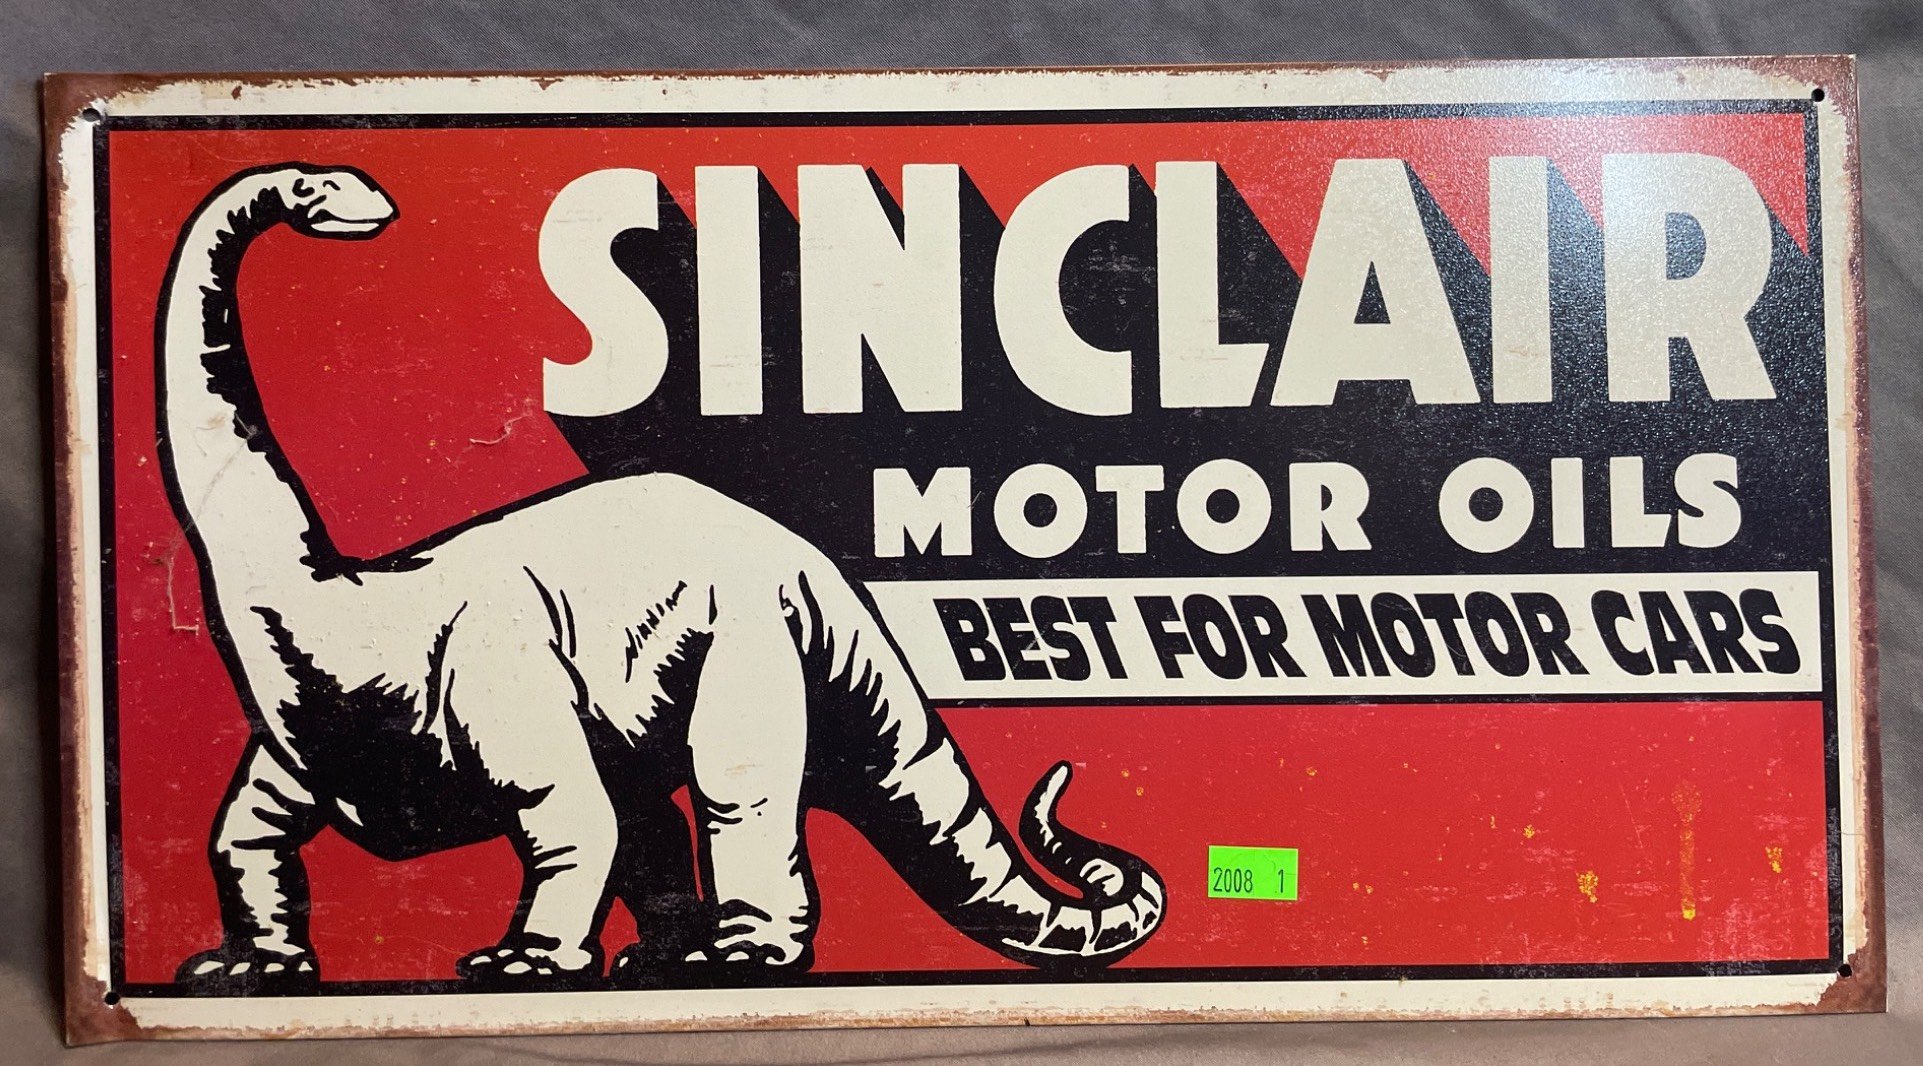 SINCLAIR
MOTOR OILS
BEST FOR MOTOR CARS
2008 1